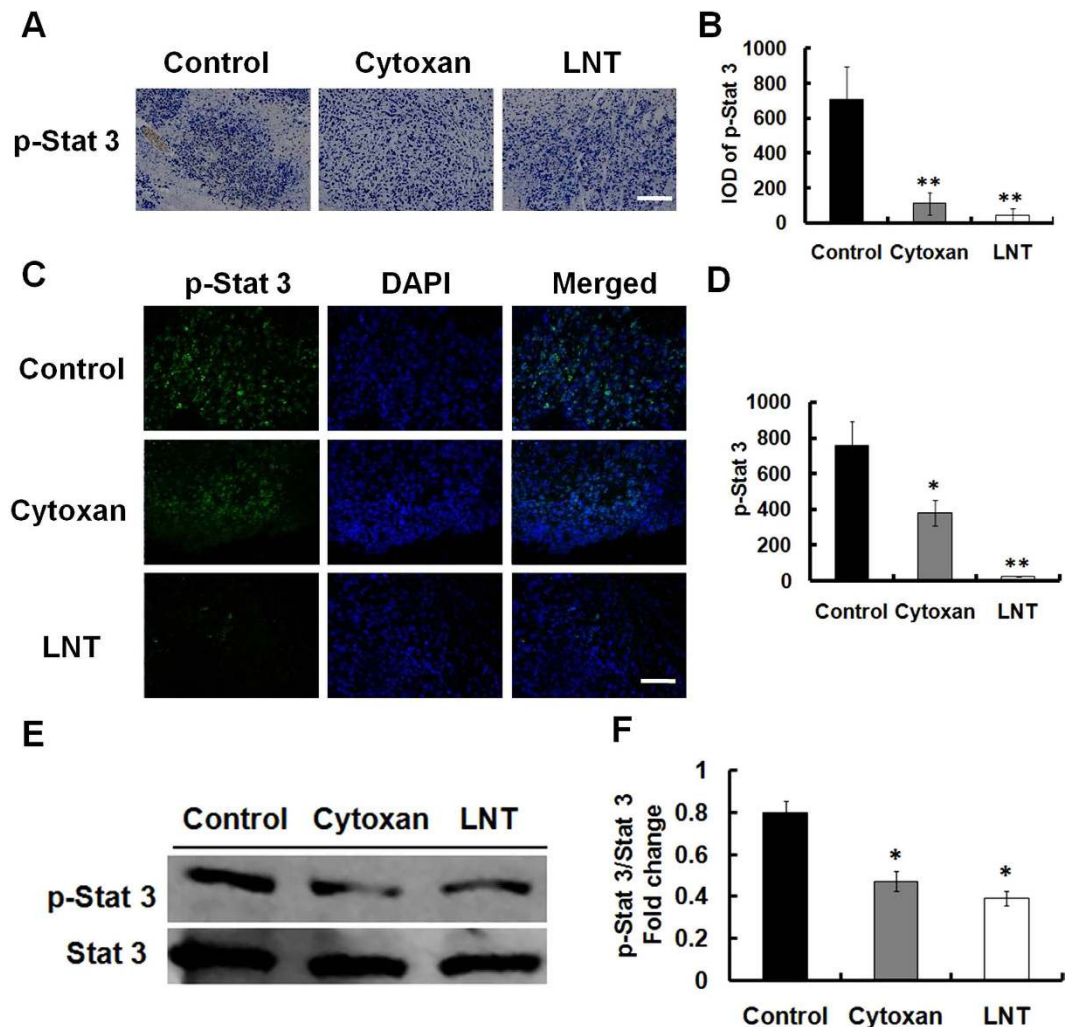 A
Control Cytoxan LNT
p-Stat 3
B
IOD of p-Stat 3
1000
800
600
400
200
0
**
**
Control Cytoxan LNT
C
p-Stat 3 DAPI Merged
Control
Cytoxan
LNT
D
p-Stat 3
1000
800
600
400
200
0
*
**
Control Cytoxan LNT
E
Control Cytoxan LNT
p-Stat 3
Stat 3
F
p-Stat 3/Stat 3
Fold change
1
0.8
0.6
0.4
0.2
0
*
*
Control Cytoxan LNT